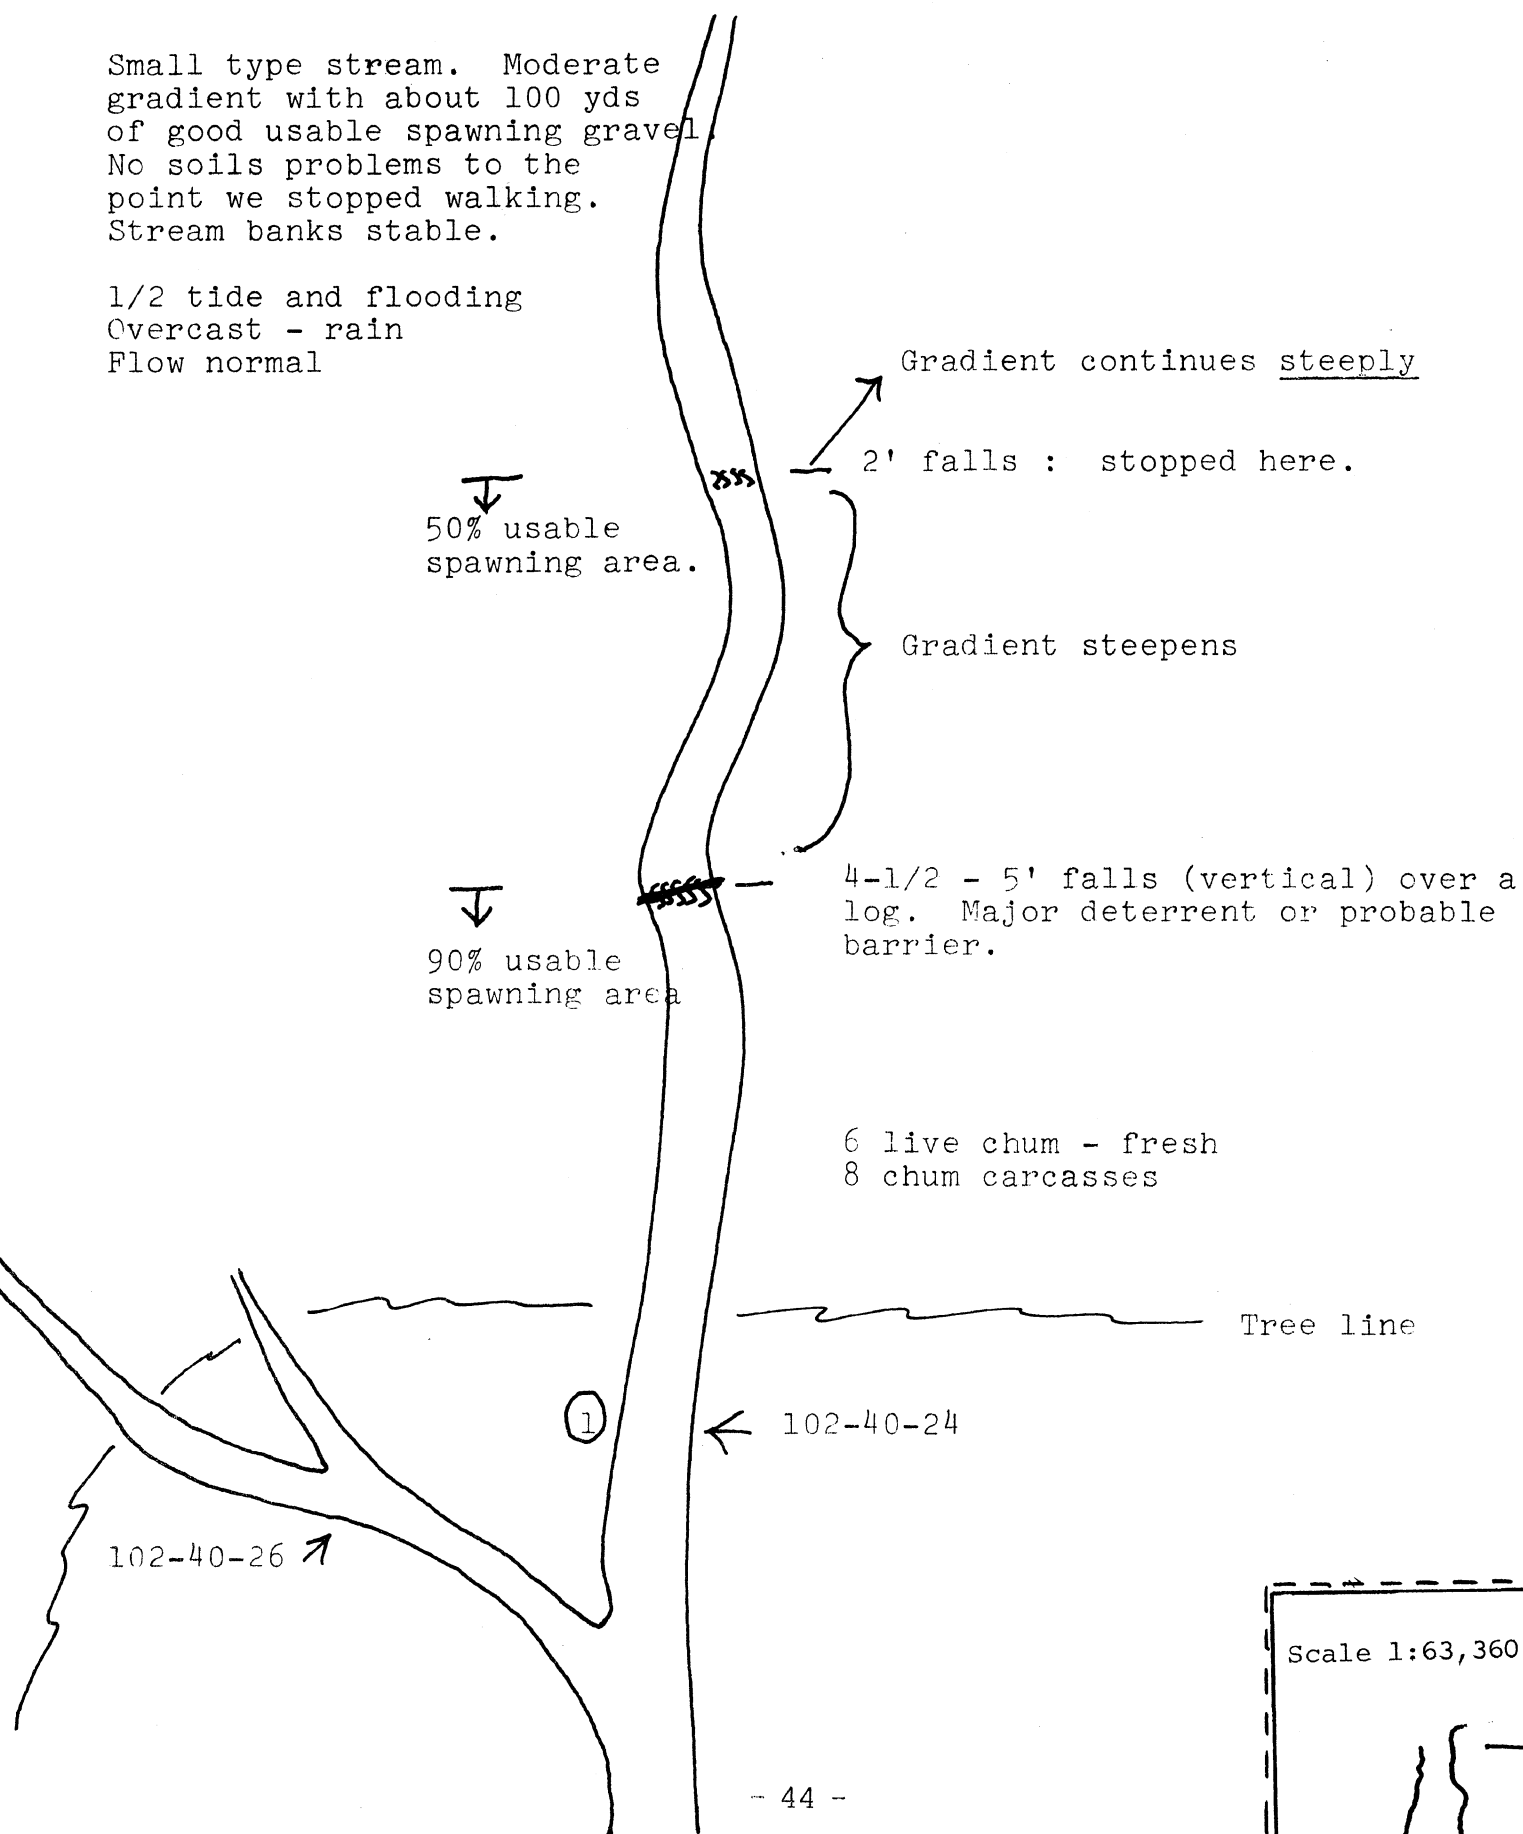 Small type stream.  Moderate
gradient with about 100 yds
of good usable spawning gravel.
No soils problems to the
point we stopped walking.
Stream banks stable.
1/2 tide and flooding
Overcast - rain
Flow normal
Gradient continues steeply
2' falls :  stopped here.
50% usable
spawning area.
Gradient steepens
4-1/2 - 5' falls (vertical) over a
log.  Major deterrent or probable
barrier.
90% usable
spawning area
6 live chum - fresh
8 chum carcasses
Tree line
1
102-40-24
102-40-26
Scale 1:63,360
- 44 -